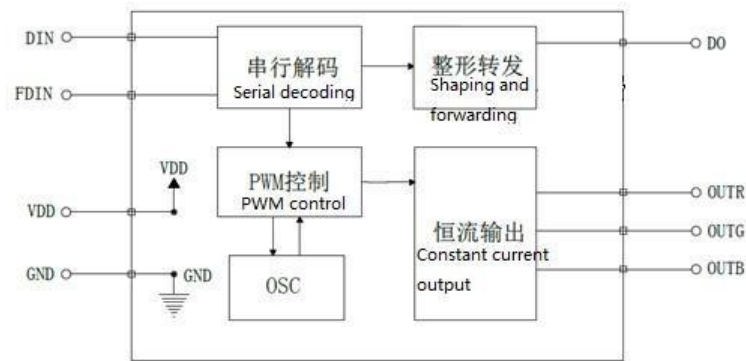 DIN
串行解码
Serial decoding
整形转发
Shaping and
forwarding
DO
FDIN
VDD
PWM控制
PWM control
VDD
恒流输出
Constant current
output
OUTR
OUTG
OUTB
GND
GND
OSC